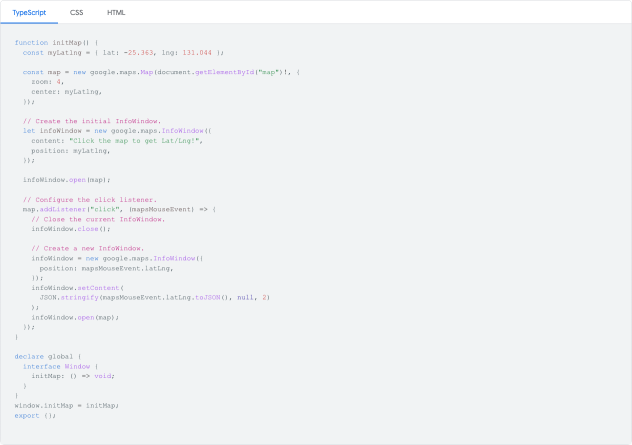 TypeScript CSS HTML
function initMap() {
  const myLatlng = { lat: -25.363, lng: 131.044 };

  const map = new google.maps.Map(document.getElementById("map")!, {
    zoom: 4,
    center: myLatlng,
  });

  // Create the initial InfoWindow.
  let infoWindow = new google.maps.InfoWindow({
    content: "Click the map to get Lat/Lng!",
    position: myLatlng,
  });

  infoWindow.open(map);

  // Configure the click listener.
  map.addListener("click", (mapsMouseEvent) => {
    // Close the current InfoWindow.
    infoWindow.close();

    // Create a new InfoWindow.
    infoWindow = new google.maps.InfoWindow({
      position: mapsMouseEvent.latLng,
    });
    infoWindow.setContent(
      JSON.stringify(mapsMouseEvent.latLng.toJSON(), null, 2)
    );
    infoWindow.open(map);
  });
}

declare global {
  interface Window {
    initMap: () => void;
  }
}
window.initMap = initMap;
export {};